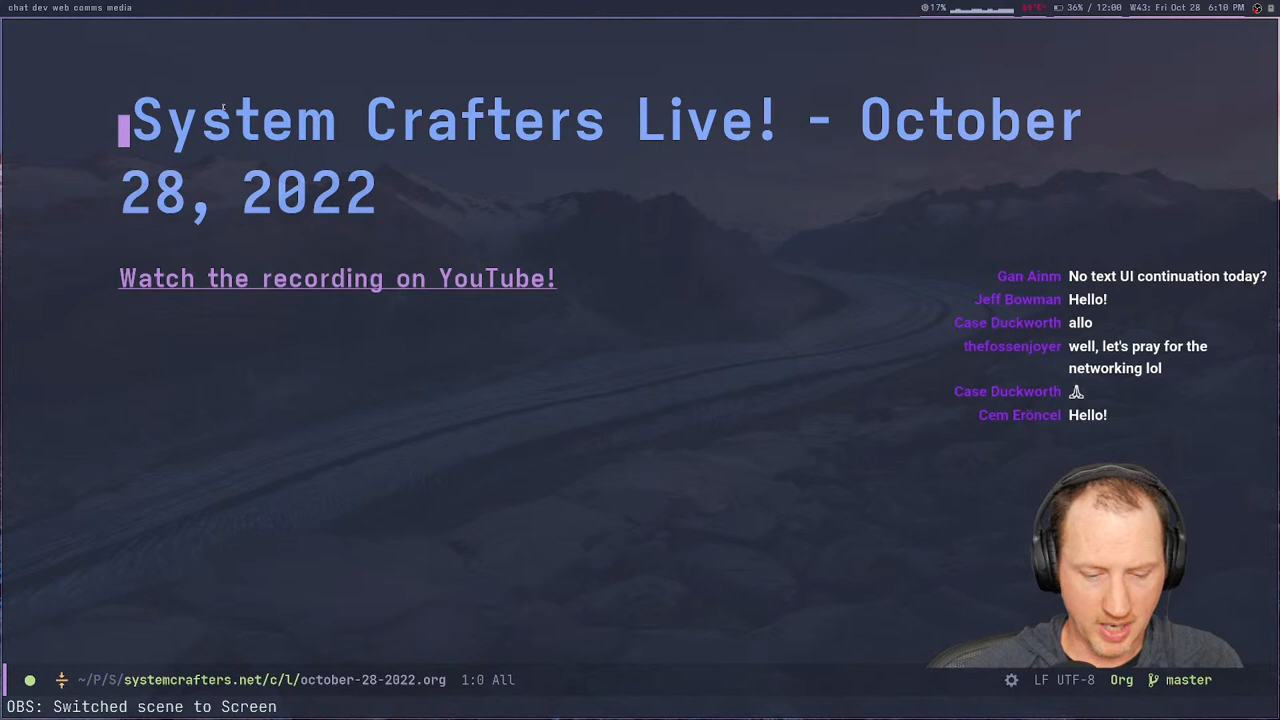 chat dev web comms media
17% 36% / 12:00 W43: Fri Oct 28 6:10 PM
System Crafters Live! - October
28, 2022
Watch the recording on YouTube!
Gan Ainm No text UI continuation today?
Jeff Bowman Hello!
Case Duckworth allo
thefossenjoyer well, let's pray for the
networking lol
Case Duckworth 🙏
Cem Eröncel Hello!
~/P/S/systemcrafters.net/c/l/october-28-2022.org 1:0 All LF UTF-8 Org master
OBS: Switched scene to Screen